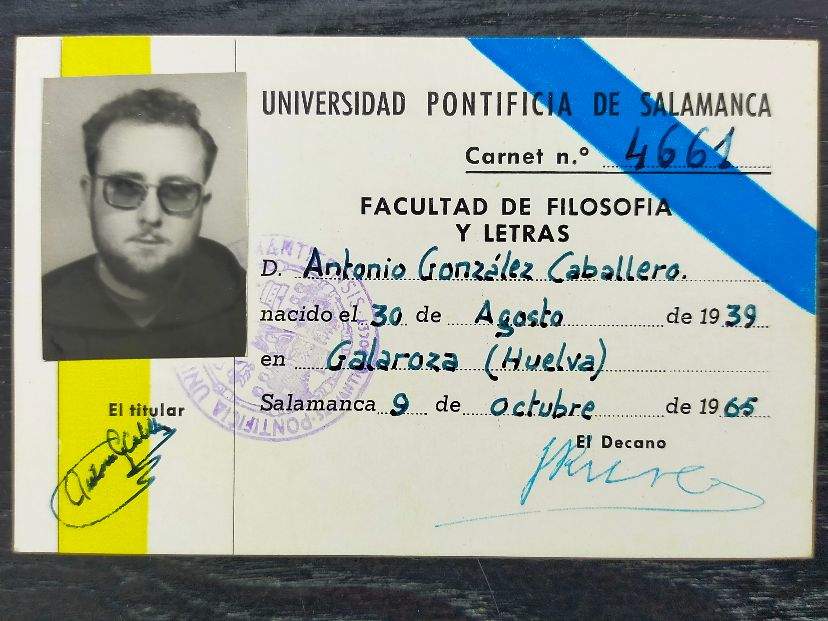 UNIVERSIDAD PONTIFICIA DE SALAMANCA
Carnet n.º 4661
FACULTAD DE FILOSOFIA
Y LETRAS
D. Antonio González Caballero.
nacido el 30 de Agosto de 1939
en Galaroza (Huelva)
Salamanca 9 de octubre de 1965
El titular
El Decano